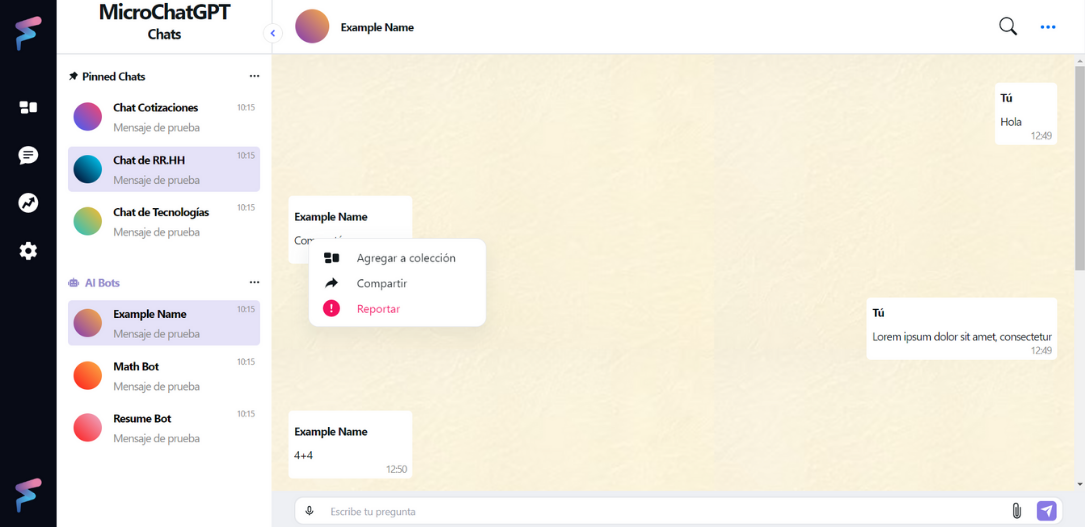 MicroChatGPT
Chats
Pinned Chats
Chat Cotizaciones 10:15
Mensaje de prueba
Chat de RR.HH 10:15
Mensaje de prueba
Chat de Tecnologías 10:15
Mensaje de prueba
AI Bots
Example Name 10:15
Mensaje de prueba
Math Bot 10:15
Mensaje de prueba
Resume Bot 10:15
Mensaje de prueba
Example Name
Tú
Hola
12:49
Example Name
Agregar a colección
Compartir
Reportar
Tú
Lorem ipsum dolor sit amet, consectetur
12:49
Example Name
4+4
12:50
Escribe tu pregunta